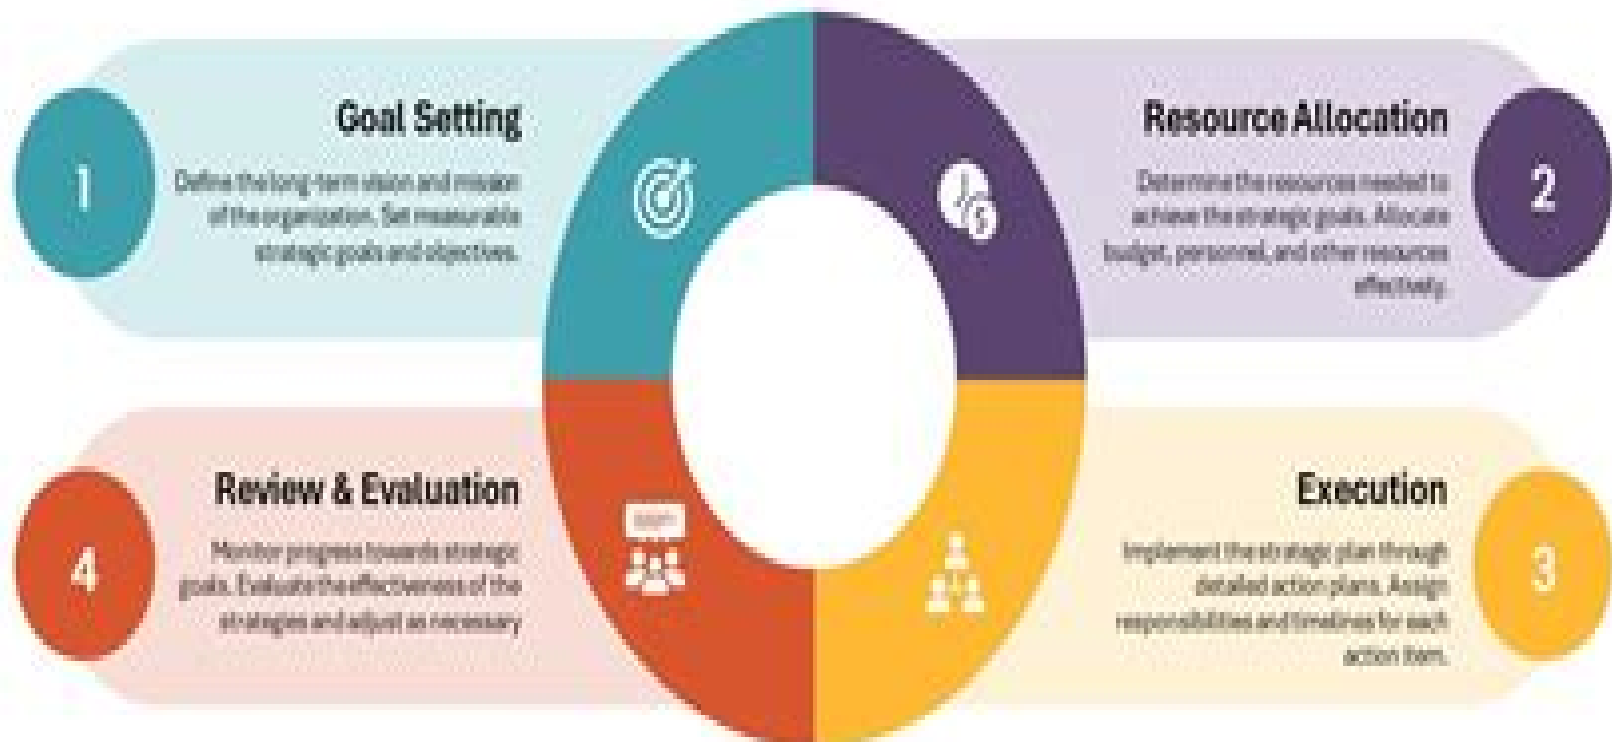 1
Goal Setting
Define the long-term vision and mission
of the organization. Set measurable
strategic goals and objectives.
2
Resource Allocation
Determine the resources needed to
achieve the strategic goals. Allocate
budget, personnel, and other resources
effectively.
$
3
Execution
Implement the strategic plan through
detailed action plans. Assign
responsibilities and timelines for each
action item.
4
Review & Evaluation
Monitor progress towards strategic
goals. Evaluate the effectiveness of the
strategies and adjust as necessary